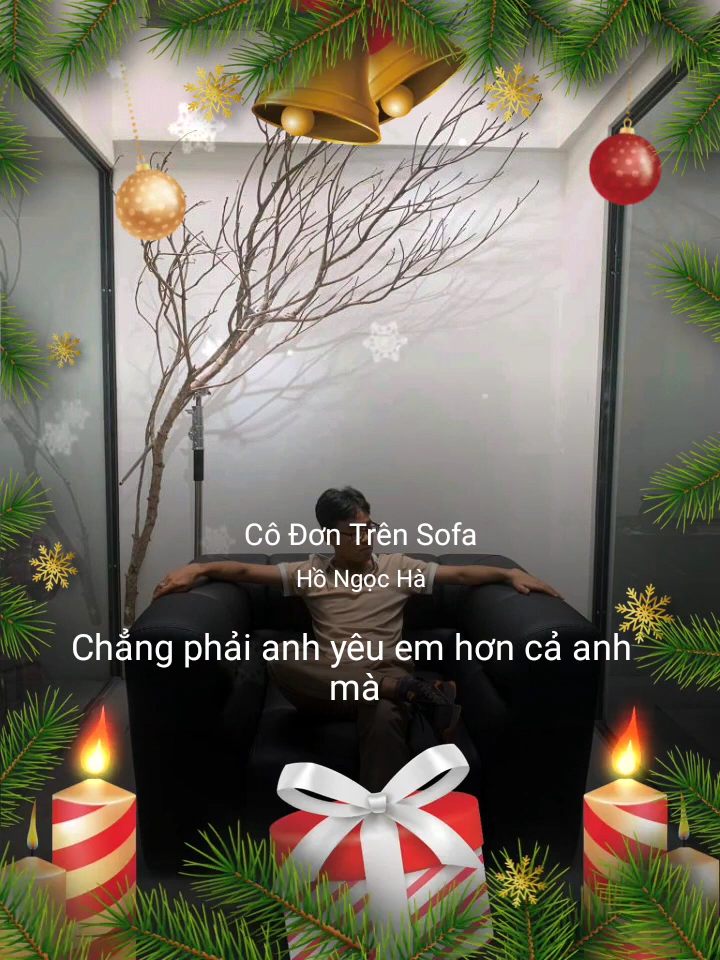 Cô Đơn Trên Sofa
Hồ Ngọc Hà
Chẳng phải anh yêu em hơn cả anh
mà